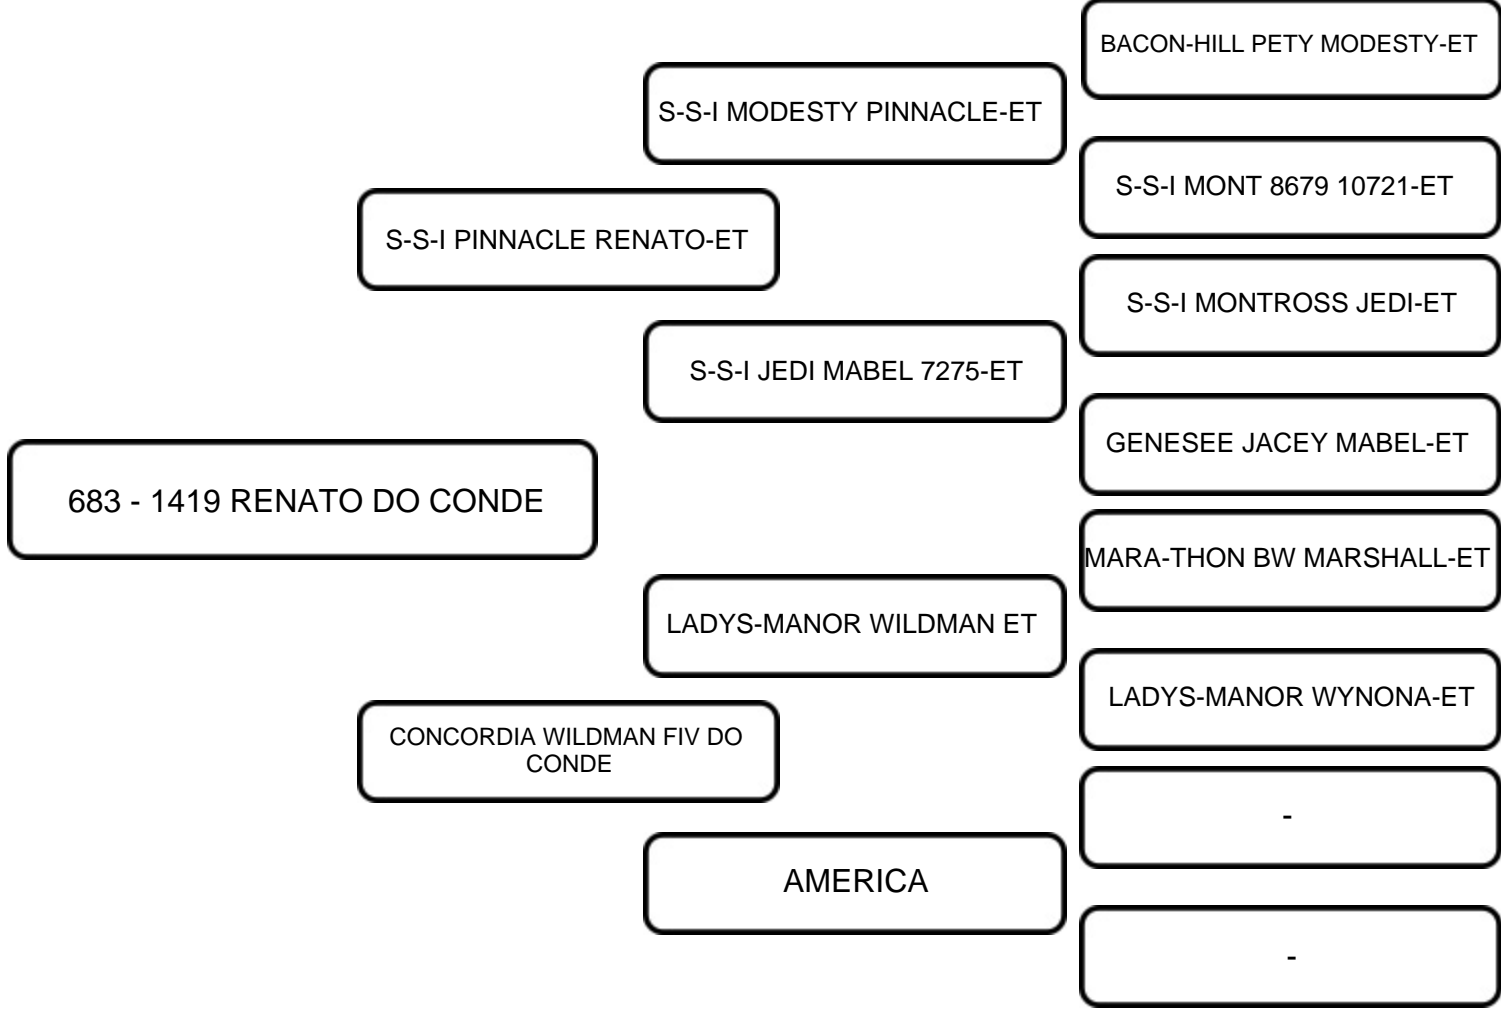 BACON-HILL PETY MODESTY-ET
S-S-I MODESTY PINNACLE-ET
S-S-I MONT 8679 10721-ET
S-S-I PINNACLE RENATO-ET
S-S-I MONTROSS JEDI-ET
S-S-I JEDI MABEL 7275-ET
GENESEE JACEY MABEL-ET
683 - 1419 RENATO DO CONDE
MARA-THON BW MARSHALL-ET
LADYS-MANOR WILDMAN ET
LADYS-MANOR WYNONA-ET
CONCORDIA WILDMAN FIV DO
CONDE
-
AMERICA
-